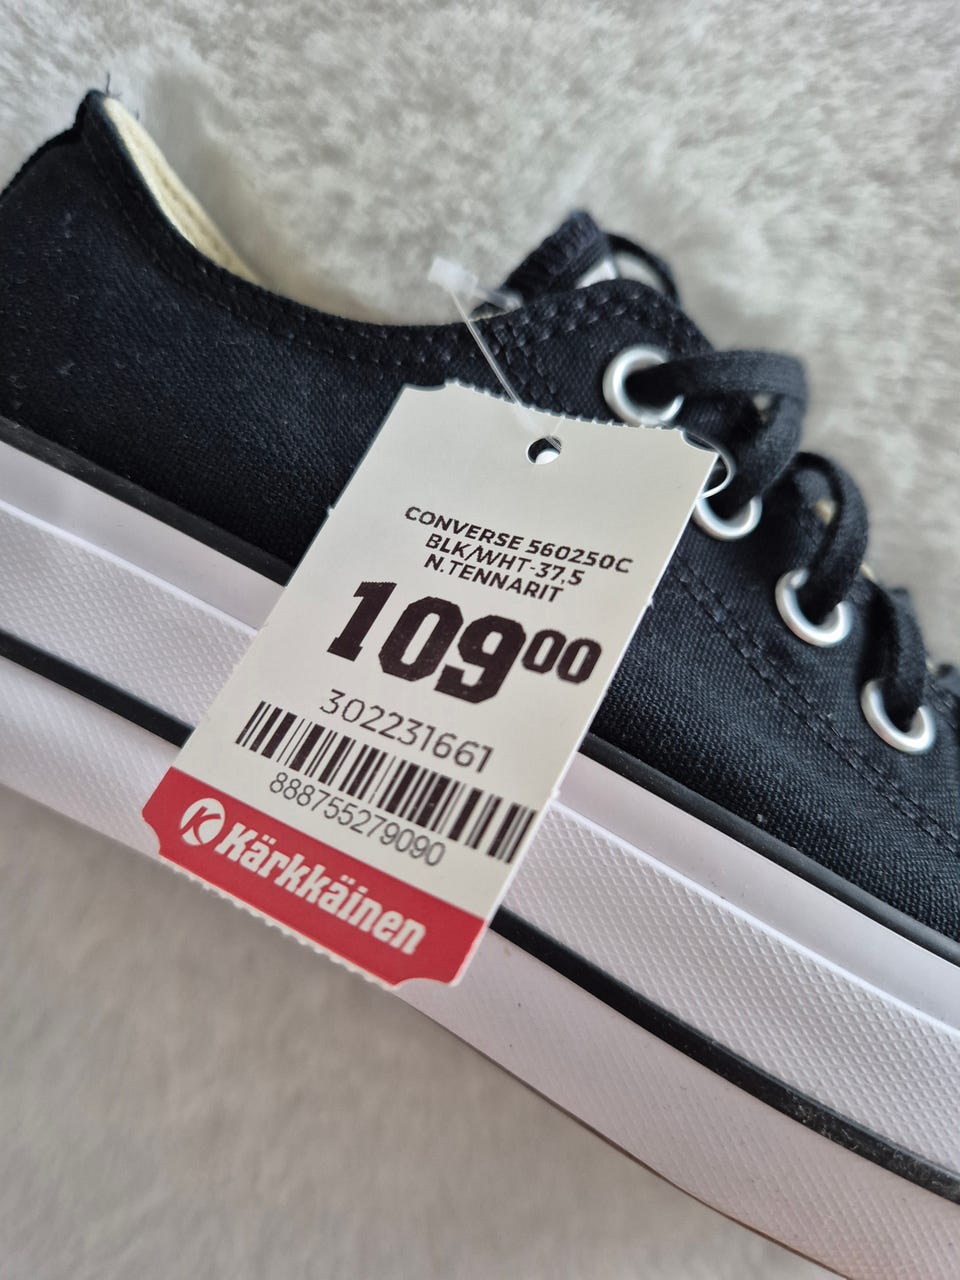 CONVERSE 560250C
BLK/WHT-37,5
N.TENNARIT
10900
302231661
888755279090
K Kärkkäinen